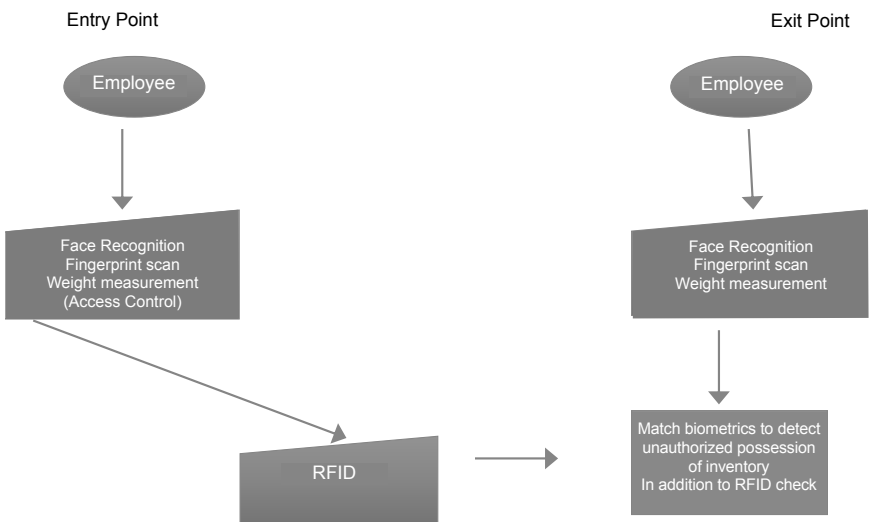 Entry Point
Exit Point
Employee
Employee
Face Recognition
Fingerprint scan
Weight measurement
(Access Control)
Face Recognition
Fingerprint scan
Weight measurement
RFID
Match biometrics to detect
unauthorized possession
of inventory
In addition to RFID check